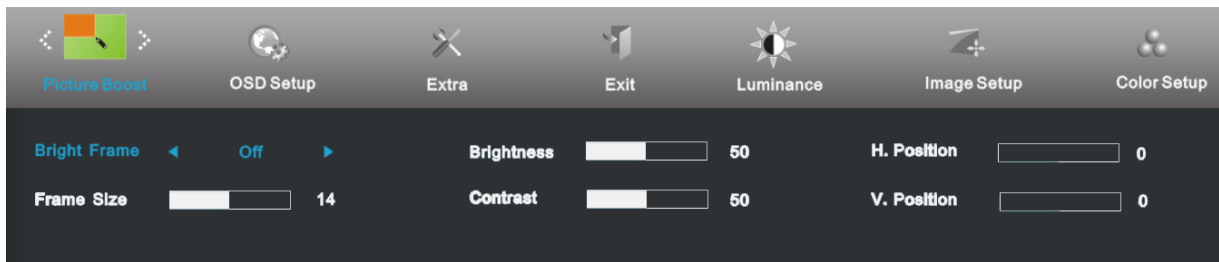 Picture Boost OSD Setup Extra Exit Luminance Image Setup Color Setup
Bright Frame Off Brightness 50 H. Position 0
Frame Size 14 Contrast 50 V. Position 0